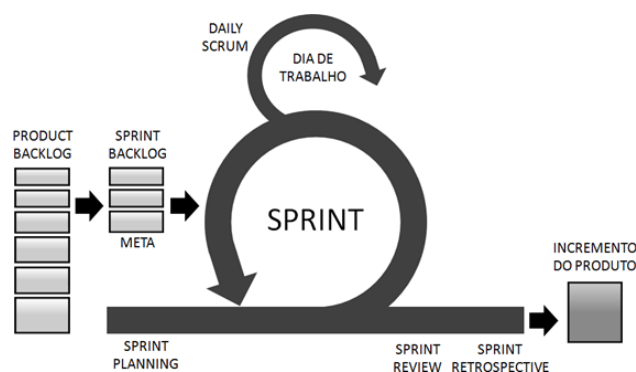 DAILY
SCRUM
DIA DE
TRABALHO
PRODUCT
BACKLOG
SPRINT
BACKLOG
META
SPRINT
INCREMENTO
DO PRODUTO
SPRINT
PLANNING
SPRINT
REVIEW
SPRINT
RETROSPECTIVE